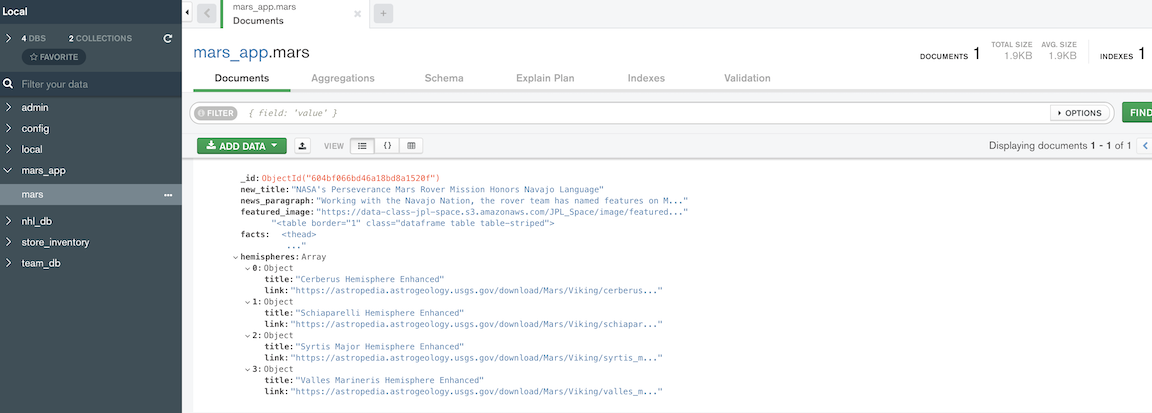 Local
4 DBS 2 COLLECTIONS
FAVORITE
Filter your data
admin
config
local
mars_app
mars
nhl_db
store_inventory
team_db
mars_app.mars
Documents
mars_app.mars
DOCUMENTS 1 TOTAL SIZE 1.9KB AVG. SIZE 1.9KB INDEXES 1
Documents Aggregations Schema Explain Plan Indexes Validation
FILTER { field: 'value' } OPTIONS FIND
ADD DATA VIEW {} Displaying documents 1 - 1 of 1
_id: ObjectId("604bf066bd46a18bd8a1520f")
new_title: "NASA's Perseverance Mars Rover Mission Honors Navajo Language"
news_paragraph: "Working with the Navajo Nation, the rover team has named features on M..."
featured_image: "https://data-class-jpl-space.s3.amazonaws.com/JPL_Space/image/featured..."
"<table border="1" class="dataframe table table-striped">
facts: <thead>
..."
hemispheres: Array
0: Object
title: "Cerberus Hemisphere Enhanced"
link: "https://astropedia.astrogeology.usgs.gov/download/Mars/Viking/cerberus..."
1: Object
title: "Schiaparelli Hemisphere Enhanced"
link: "https://astropedia.astrogeology.usgs.gov/download/Mars/Viking/schiapar..."
2: Object
title: "Syrtis Major Hemisphere Enhanced"
link: "https://astropedia.astrogeology.usgs.gov/download/Mars/Viking/syrtis_m..."
3: Object
title: "Valles Marineris Hemisphere Enhanced"
link: "https://astropedia.astrogeology.usgs.gov/download/Mars/Viking/valles_m..."